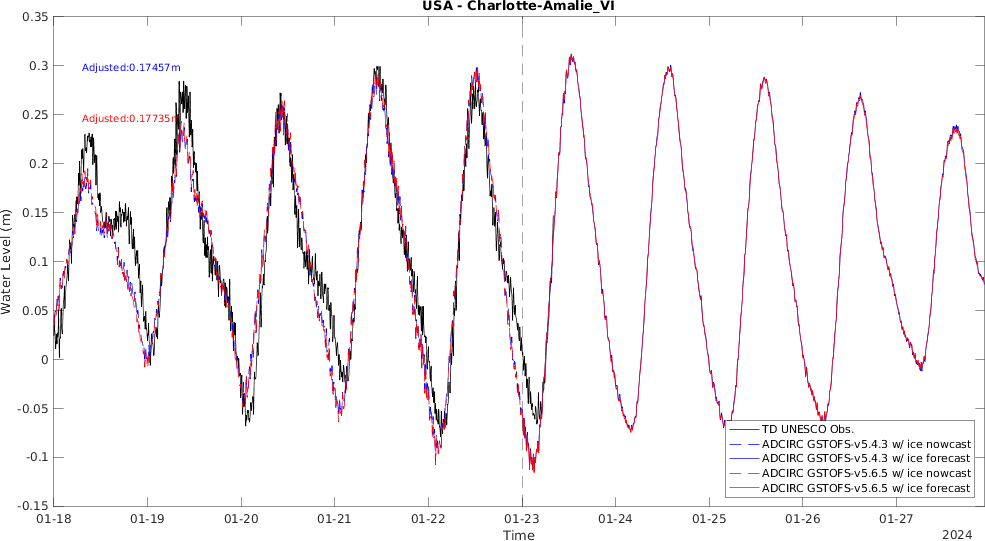 USA - Charlotte-Amalie_VI
0.35
0.3
0.25
0.2
0.15
0.1
0.05
0
-0.05
-0.1
-0.15
Water Level (m)
Adjusted:0.17457m
Adjusted:0.17735m
TD UNESCO Obs.
ADCIRC GSTOFS-v5.4.3 w/ ice nowcast
ADCIRC GSTOFS-v5.4.3 w/ ice forecast
ADCIRC GSTOFS-v5.6.5 w/ ice nowcast
ADCIRC GSTOFS-v5.6.5 w/ ice forecast
01-18 01-19 01-20 01-21 01-22 01-23 01-24 01-25 01-26 01-27
Time
2024